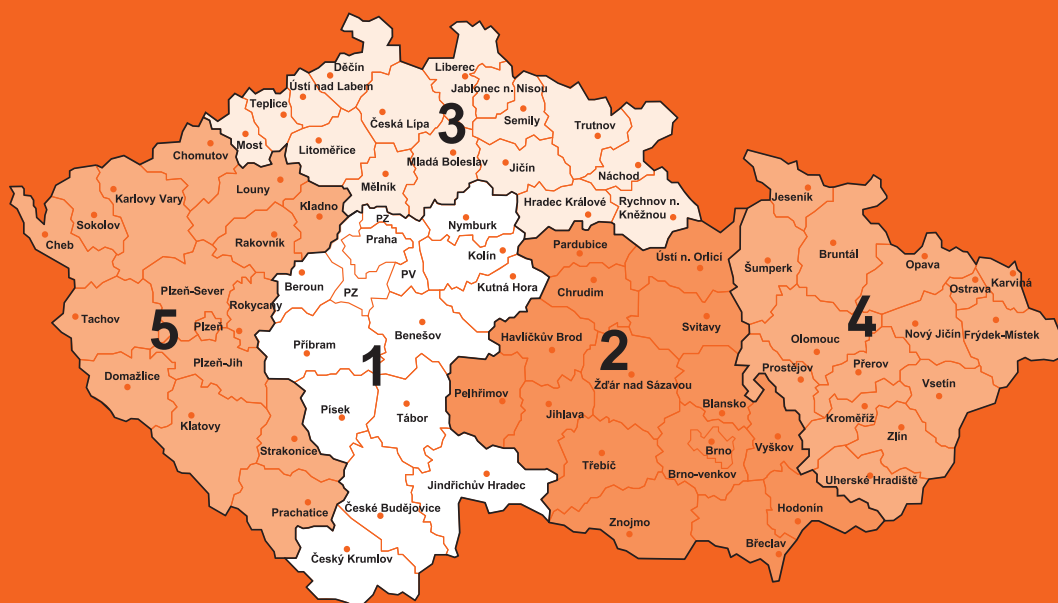 Děčín
Liberec
Ústí nad Labem
Jablonec n. Nisou
Teplice
Česká Lípa
3
Semily
Trutnov
Most
Litoměřice
Chomutov
Mladá Boleslav
Jičín
Náchod
Mělník
Louny
Karlovy Vary
Kladno
Hradec Králové
Rychnov n.
Kněžnou
Jeseník
Sokolov
PZ
Nymburk
Cheb
Rakovník
Praha
Kolín
Pardubice
Ústí n. Orlici
Šumperk
Bruntál
Opava
Beroun
PZ
PV
Kutná Hora
Chrudim
Ostrava
Karviná
Plzeň-Sever
Rokycany
Tachov
5
Plzeň
Benešov
Svitavy
4
Nový Jičín
Frýdek-Místek
Příbram
1
Havlíčkův Brod
2
Olomouc
Plzeň-Jih
Domažlice
Prostějov
Přerov
Vsetín
Žďár nad Sázavou
Pelhřimov
Písek
Tábor
Jihlava
Blansko
Kroměříž
Klatovy
Zlín
Strakonice
Brno
Vyškov
Třebíč
Brno-venkov
Jindřichův Hradec
Uherské Hradiště
Prachatice
České Budějovice
Hodonín
Znojmo
Břeclav
Český Krumlov